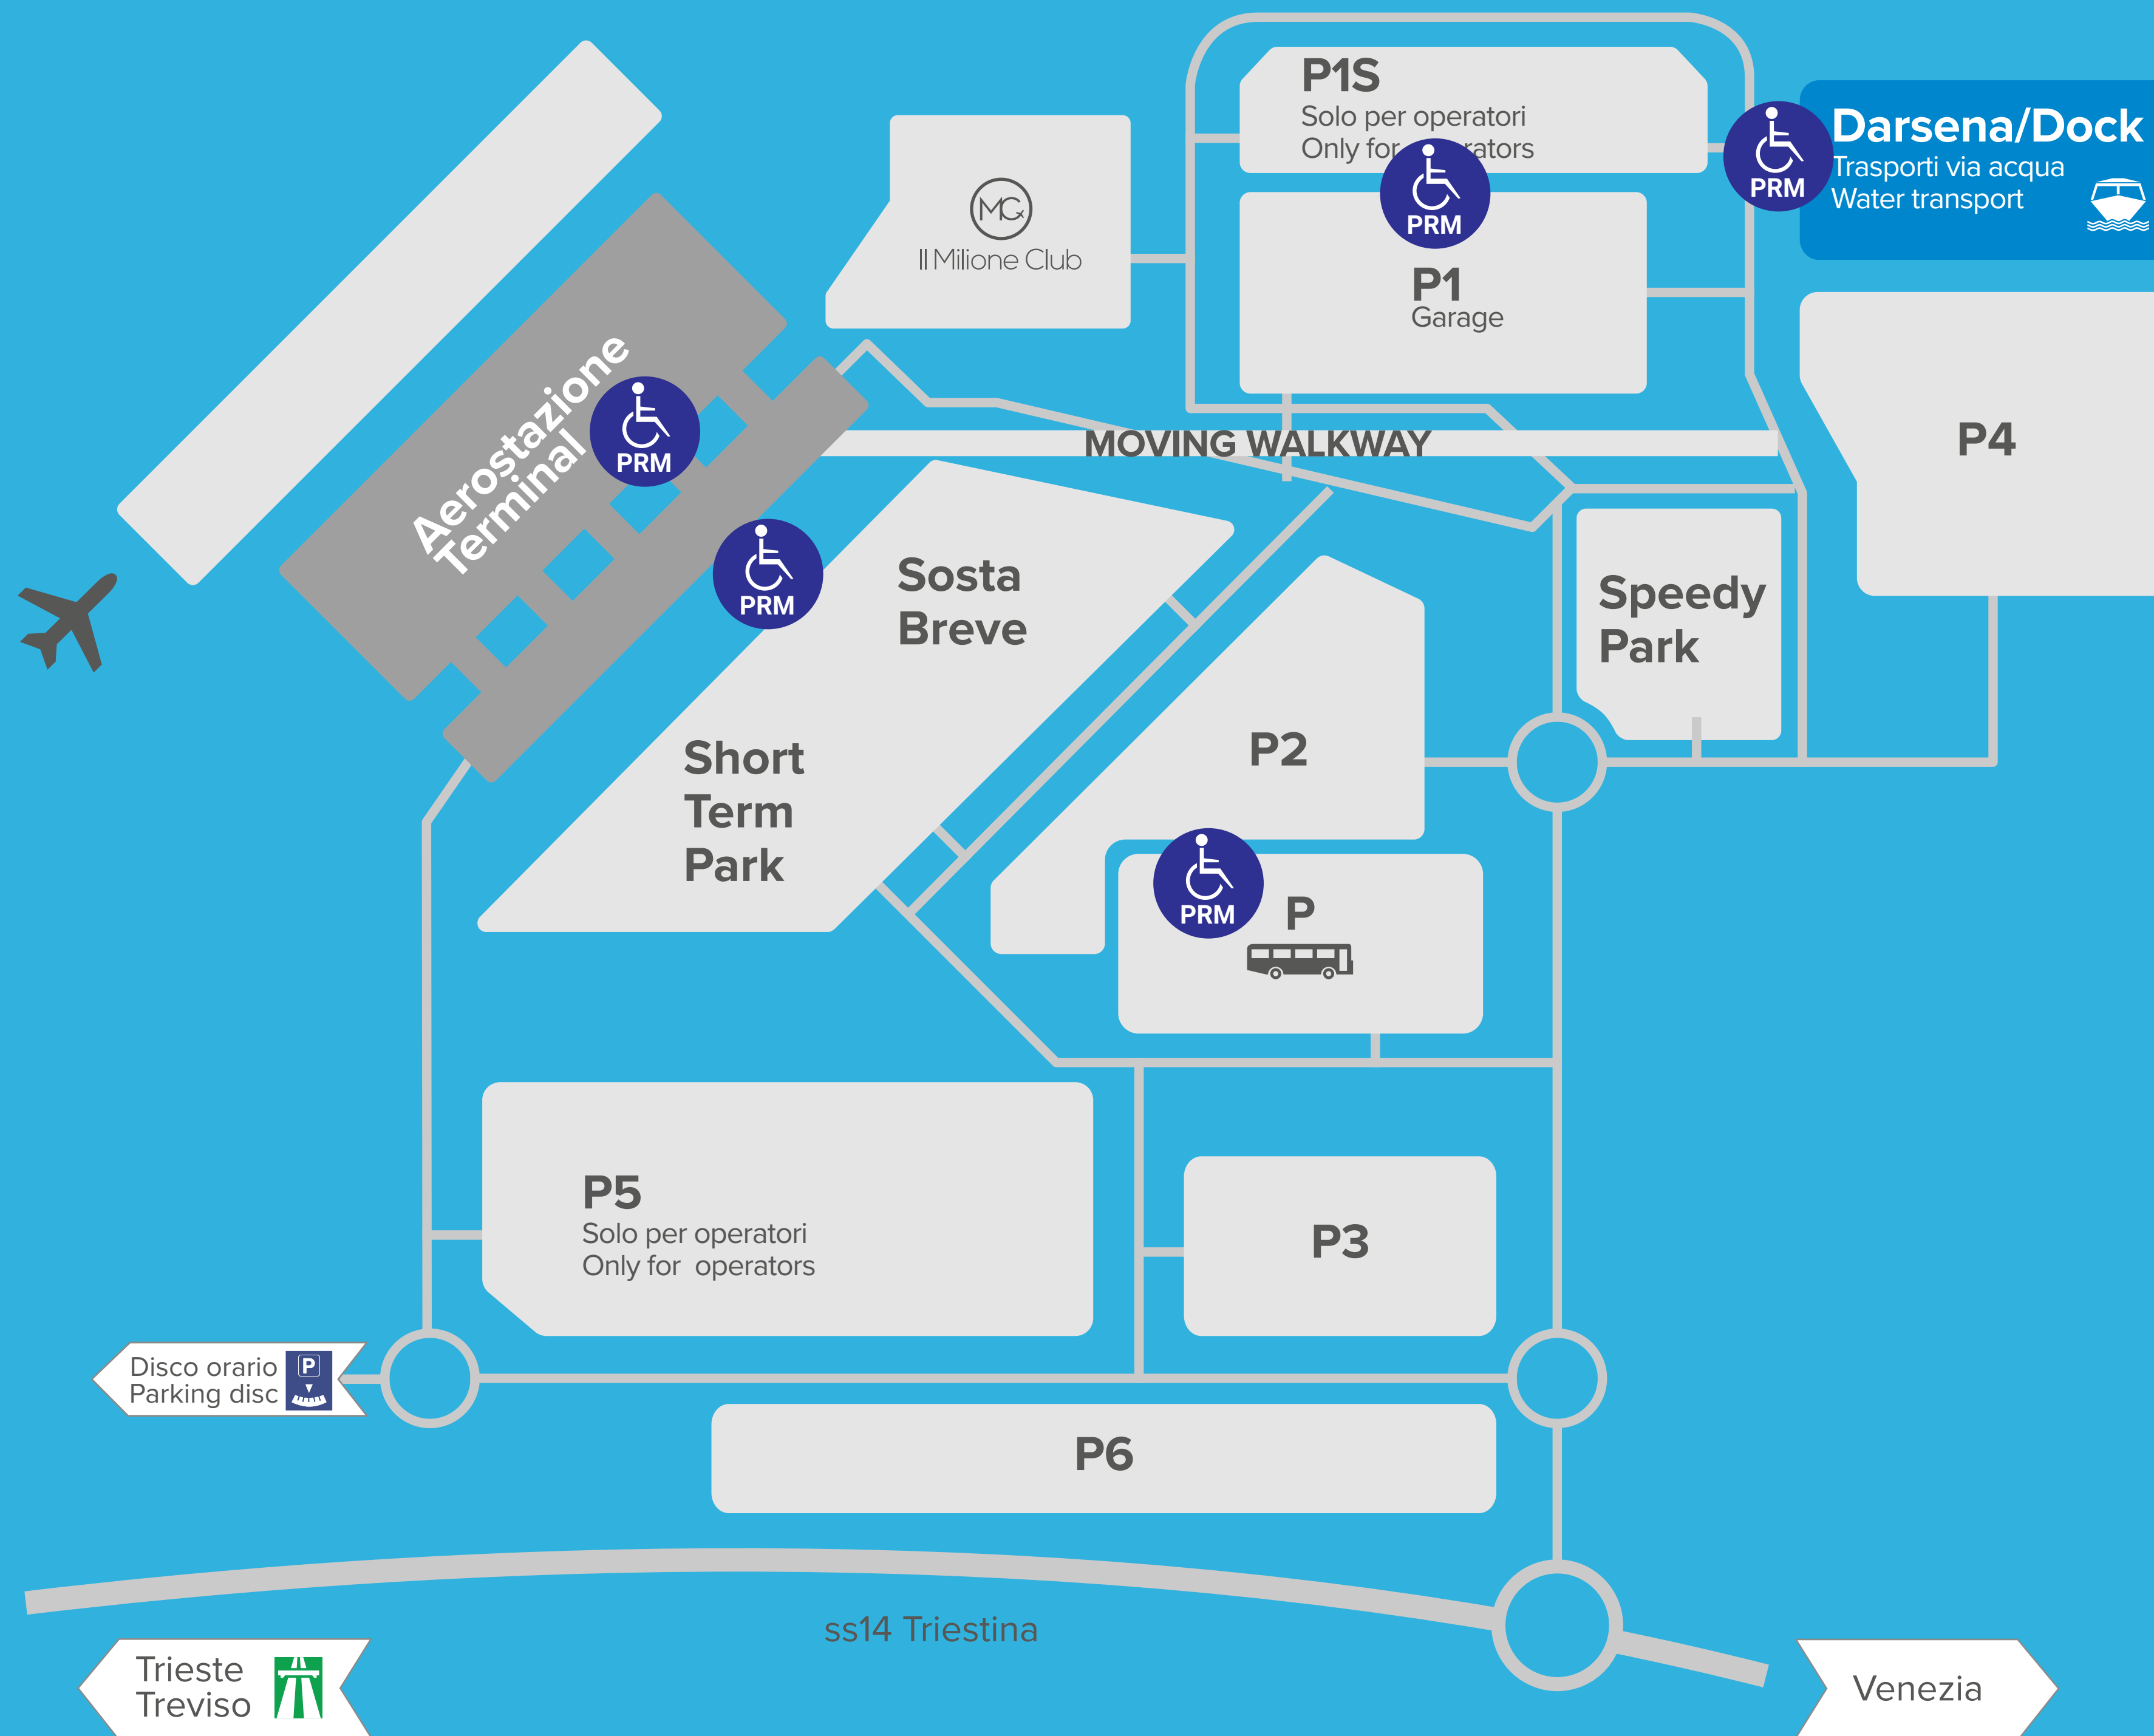 P1S
Solo per operatori
Only for rators
PRM
PRM
Darsena/Dock
Trasporti via acqua
Water transport
MC
Il Milione Club
P1
Garage
Aerostazione
Terminal
PRM
MOVING WALKWAY
P4
PRM
Sosta
Breve
Speedy
Park
Short
Term
Park
P2
PRM
P
P5
Solo per operatori
Only for operators
P3
Disco orario
Parking disc
P
P6
ss14 Triestina
Trieste
Treviso
Venezia